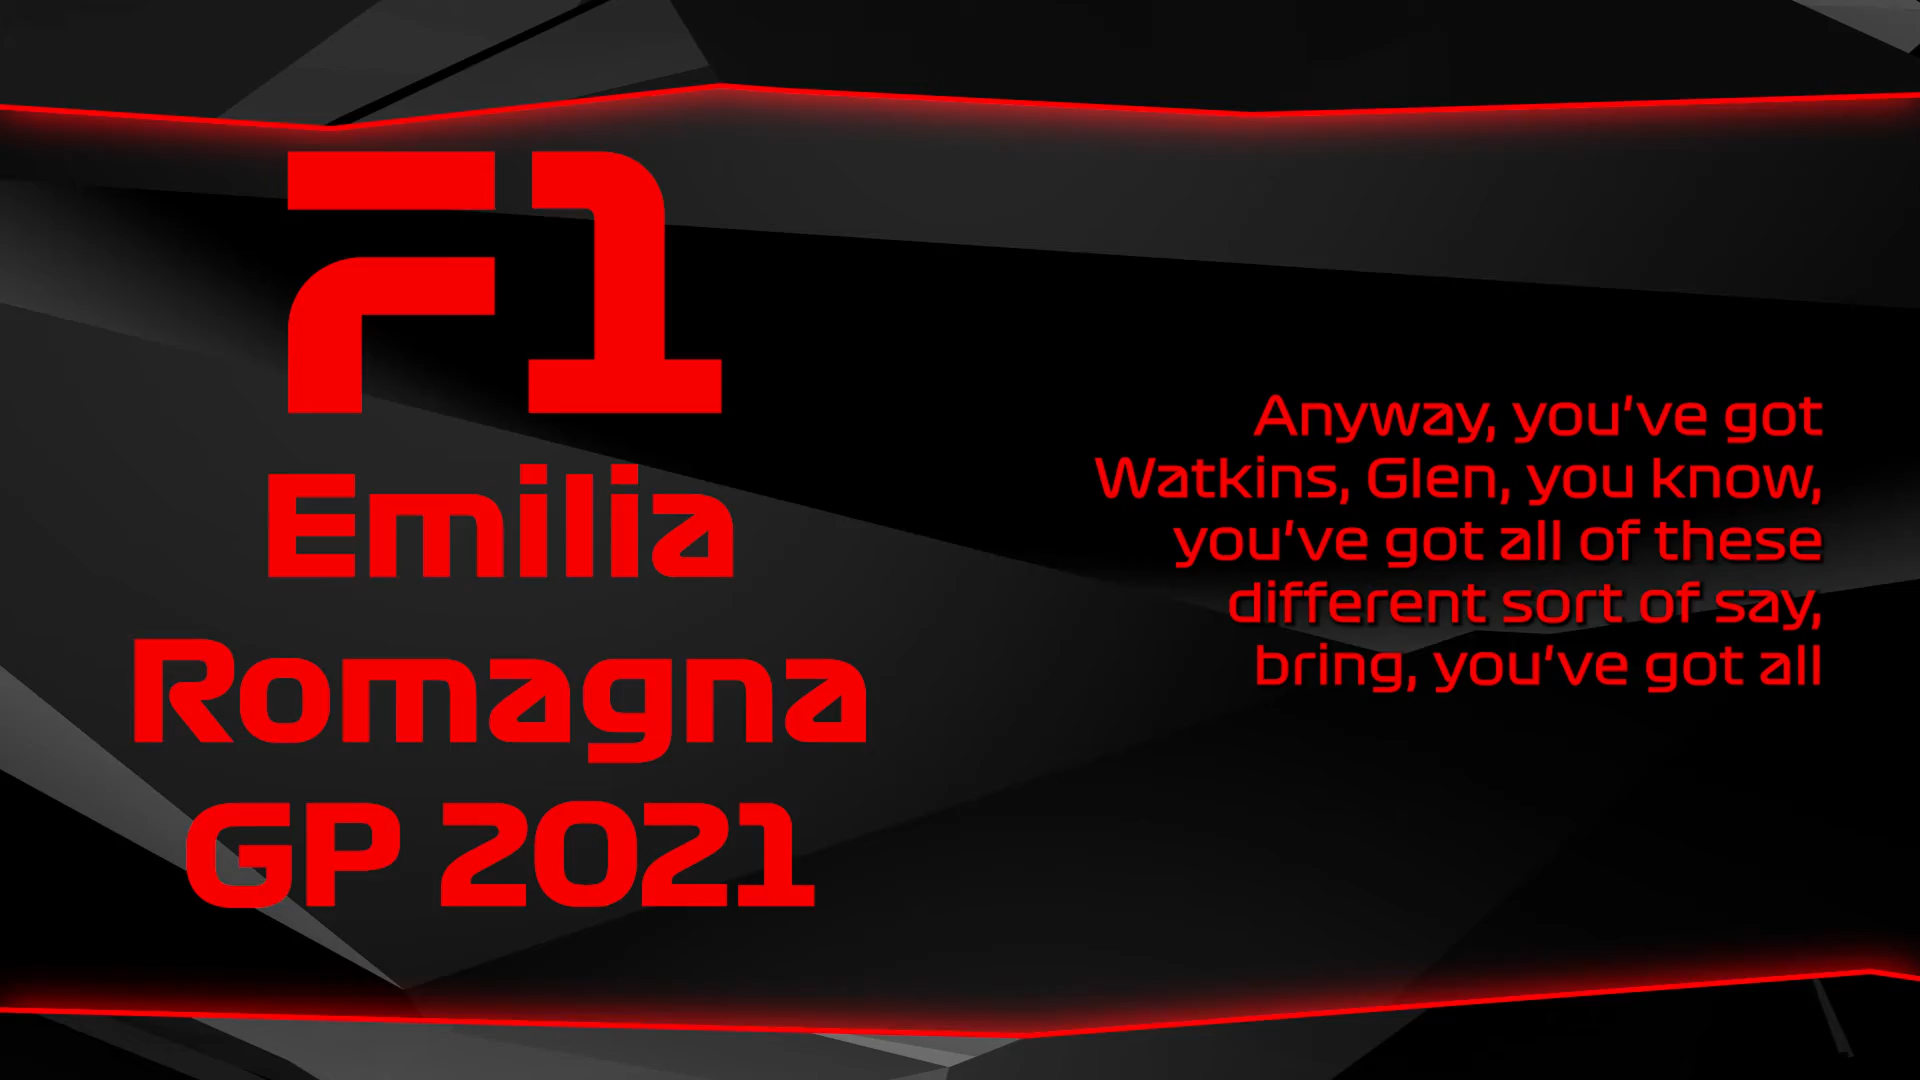 F1
Emilia
Romagna
GP 2021
Anyway, you've got
Watkins, Glen, you know,
you've got all of these
different sort of say,
bring, you've got all